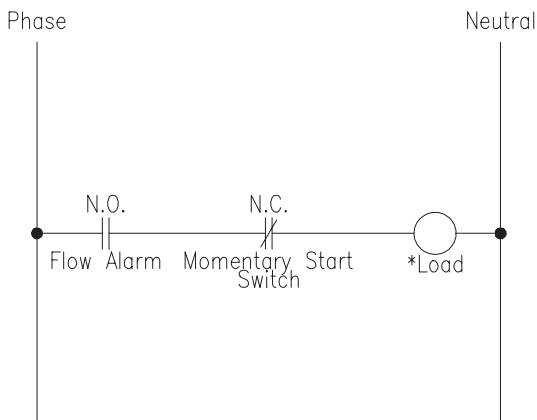 Phase
Neutral
N.O.
N.C.
Flow Alarm
Momentary Start
Switch
*Load